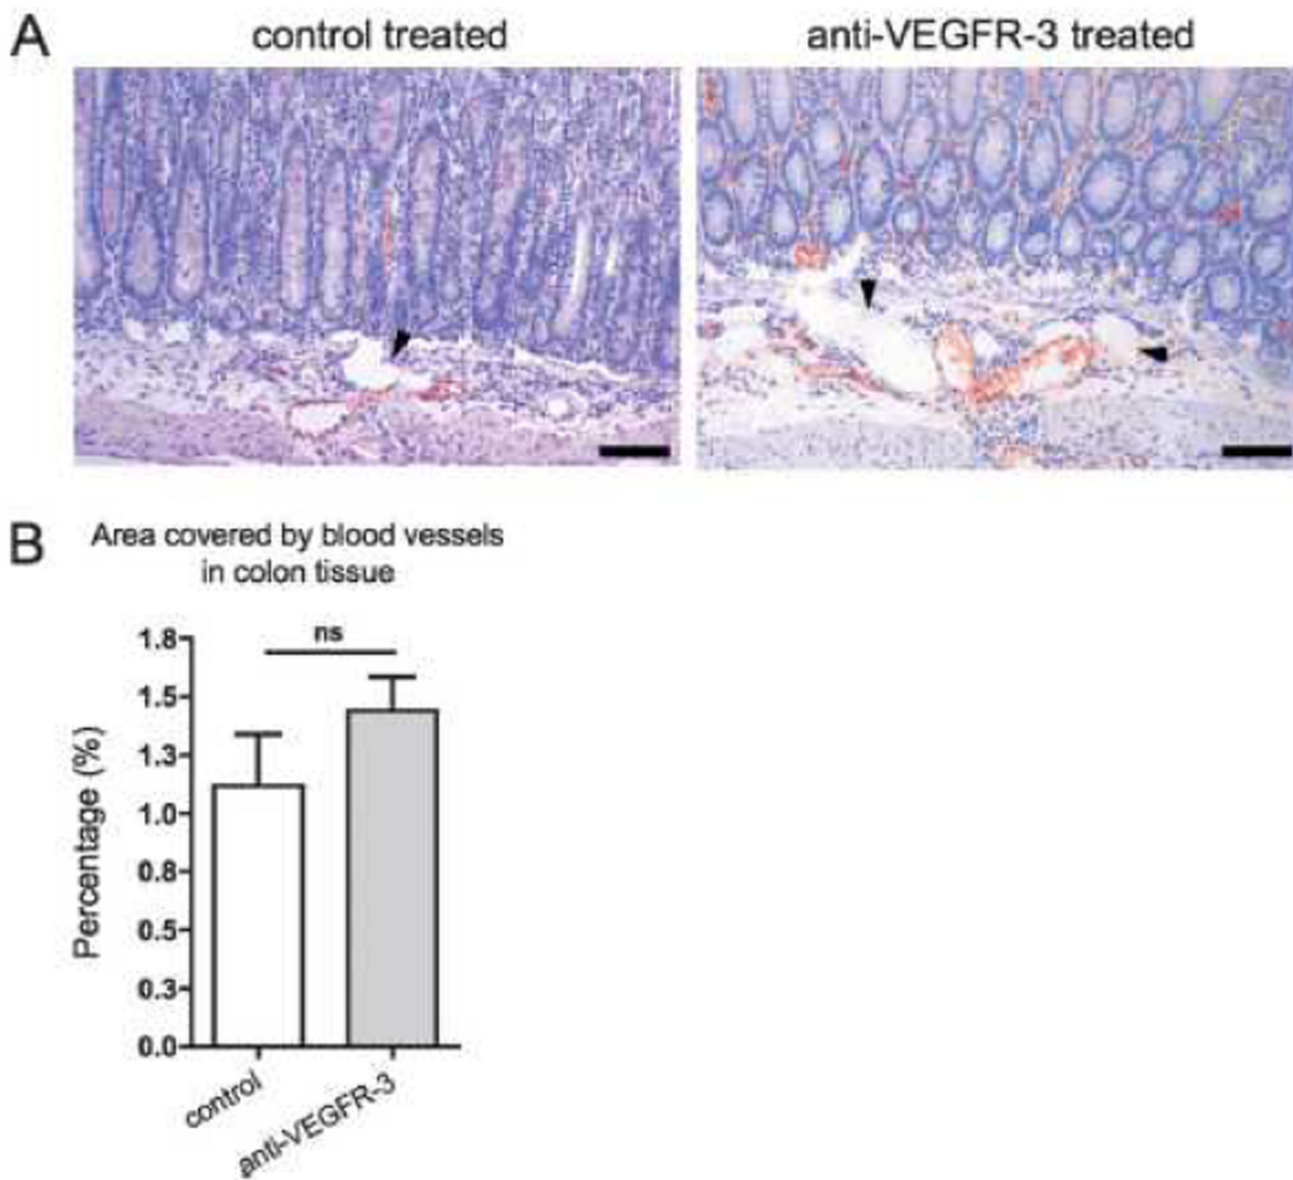 A
control treated
anti-VEGFR-3 treated
B
Area covered by blood vessels
in colon tissue
ns
Percentage (%)
1.8
1.5
1.3
1.0
0.8
0.5
0.3
0.0
control
anti-VEGFR-3